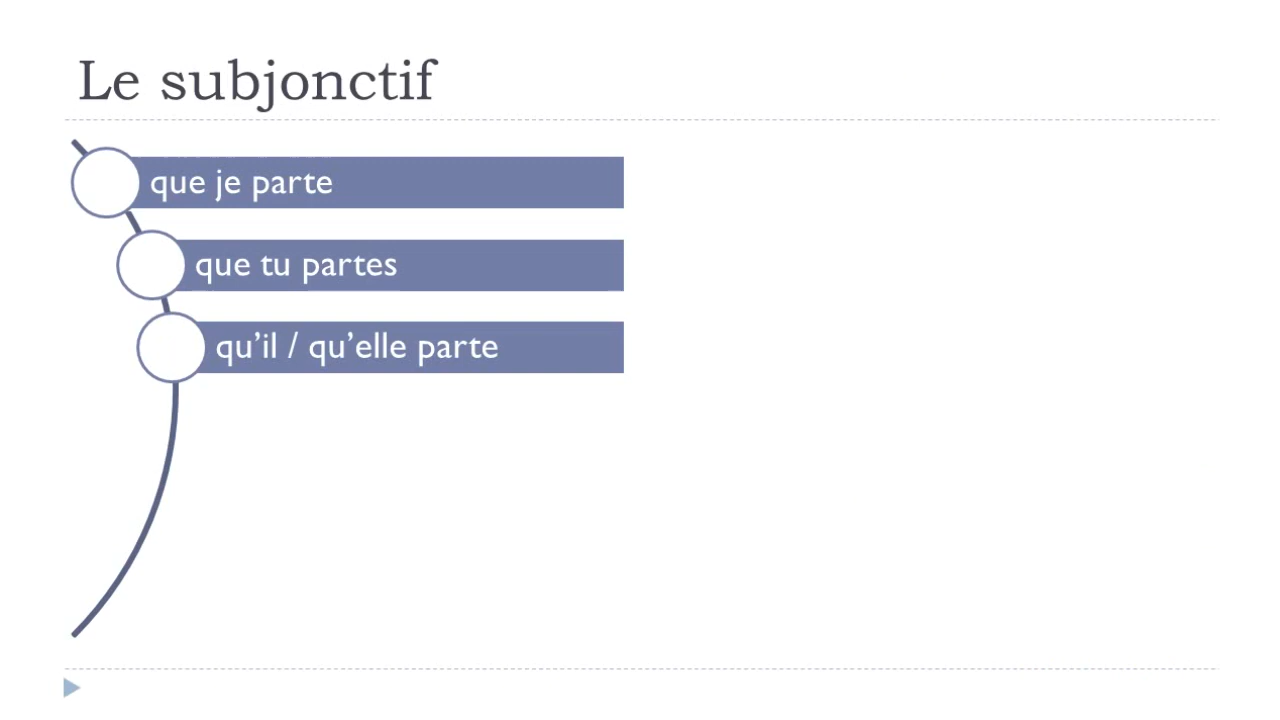 Le subjonctif
que je parte
que tu partes
qu’il / qu’elle parte